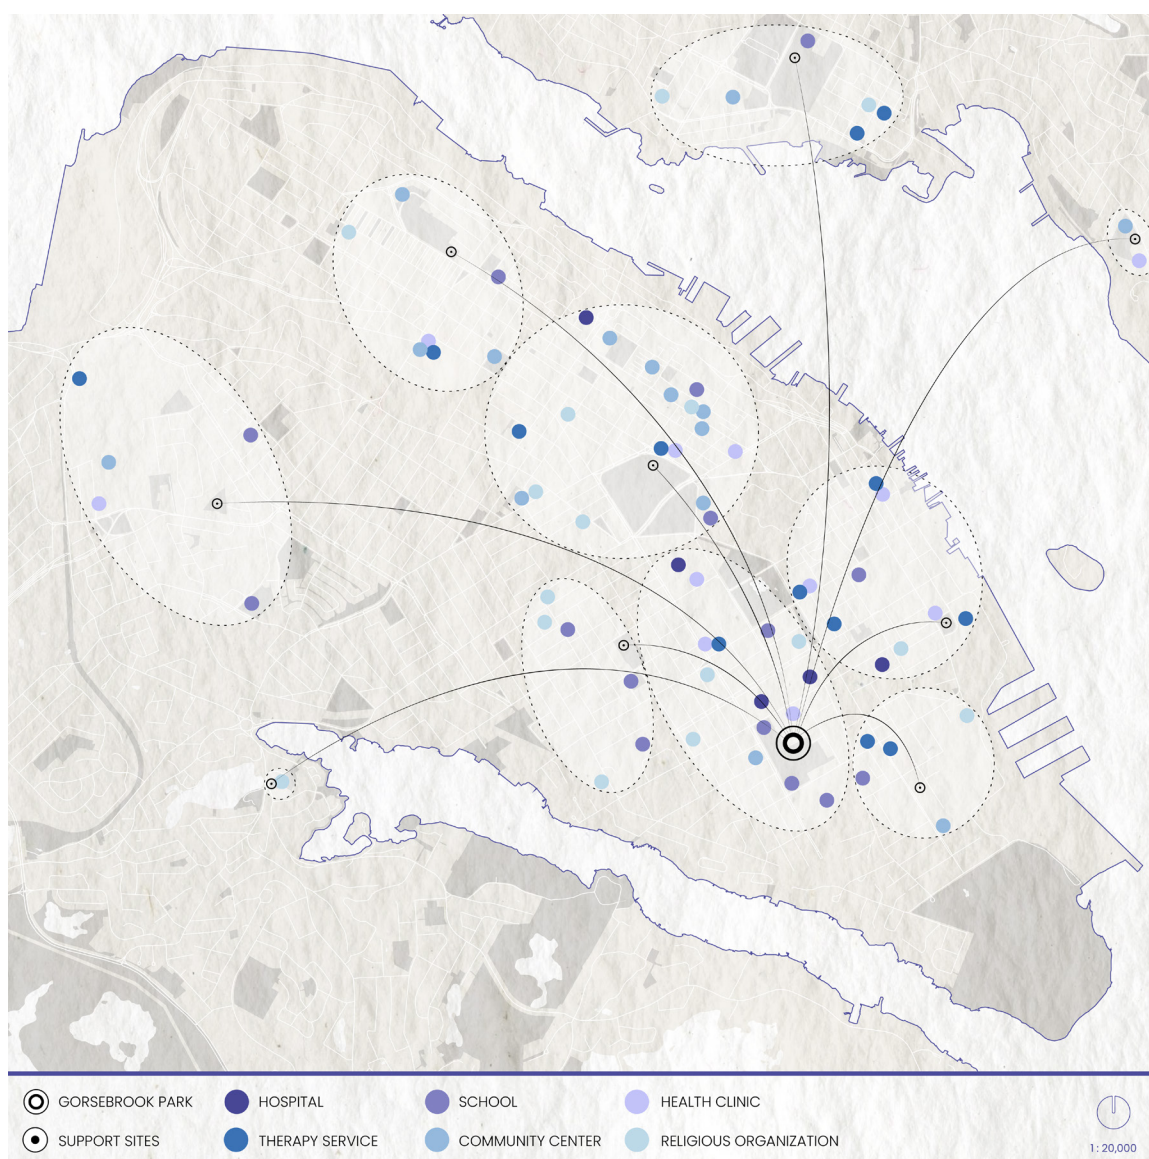 GORSEBROOK PARK HOSPITAL SCHOOL HEALTH CLINIC
SUPPORT SITES THERAPY SERVICE COMMUNITY CENTER RELIGIOUS ORGANIZATION
1 : 20,000